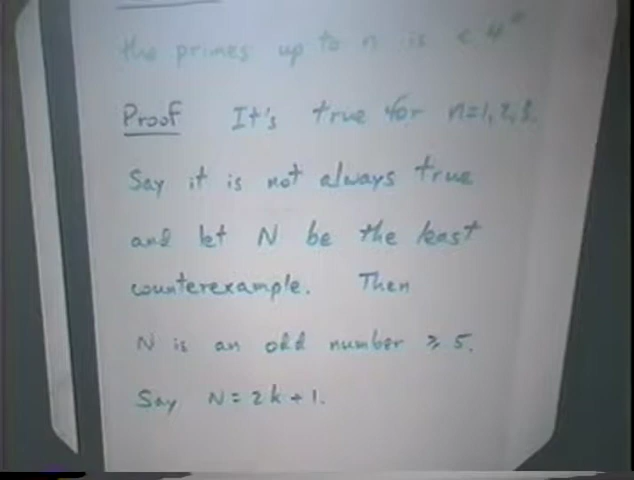 the primes up to n is < 4^n
Proof It's true for n=1,2,3.
Say it is not always true
and let N be the least
counterexample. Then
N is an odd number ⩾ 5.
Say N = 2k + 1.